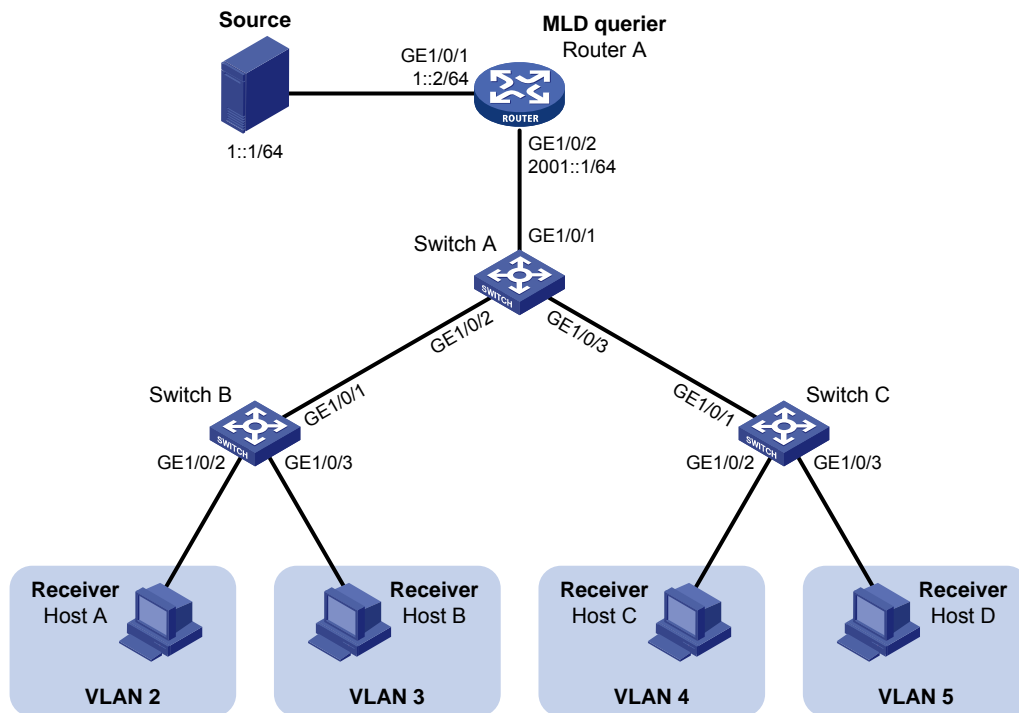 Source
MLD querier
Router A
GE1/0/1
1::2/64
ROUTER
1::1/64
GE1/0/2
2001::1/64
Switch A
GE1/0/1
SWITCH
GE1/0/2
GE1/0/3
Switch B
GE1/0/1
SWITCH
GE1/0/2
GE1/0/3
Switch C
GE1/0/1
SWITCH
GE1/0/2
GE1/0/3
Receiver
Host A
VLAN 2
Receiver
Host B
VLAN 3
Receiver
Host C
VLAN 4
Receiver
Host D
VLAN 5